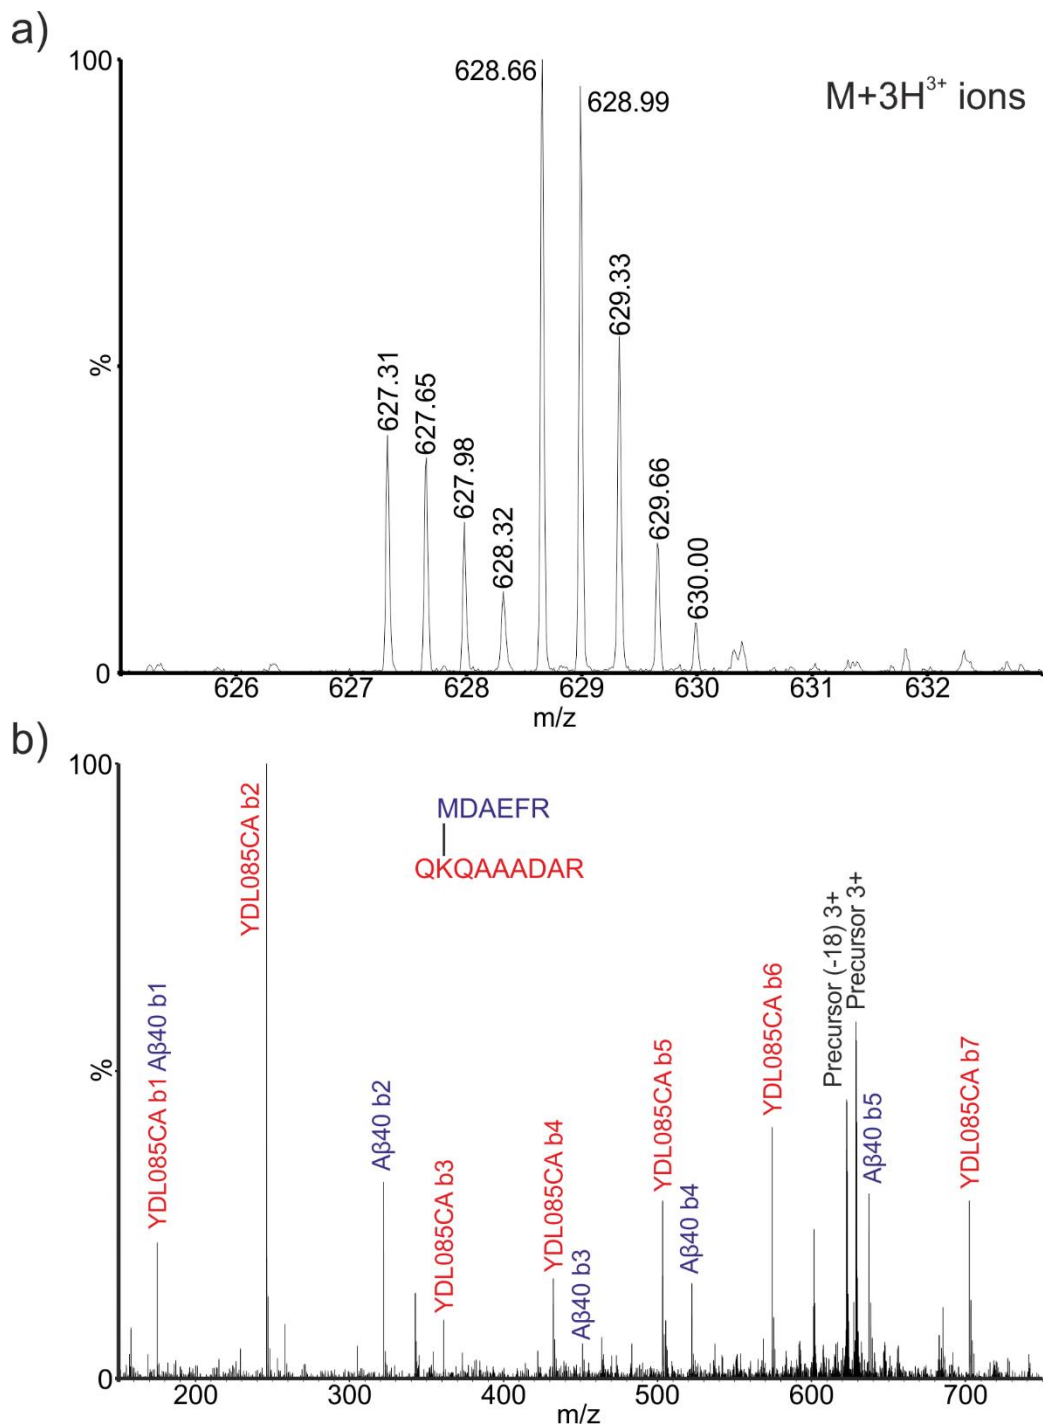 a)
100
%
0
628.66
628.99
M+3H³⁺ ions
627.31
627.65
627.98
628.32
629.33
629.66
630.00
626
627
628
629
630
631
632
m/z
b)
100
%
0
MDAEFR
QKQAAADAR
YDL085CA b1 Aβ40 b1
YDL085CA b2
Aβ40 b2
YDL085CA b3
YDL085CA b4
Aβ40 b3
YDL085CA b5
Aβ40 b4
YDL085CA b6
Precursor (-18) 3+
Precursor 3+
Aβ40 b5
YDL085CA b7
200
300
400
500
600
700
m/z